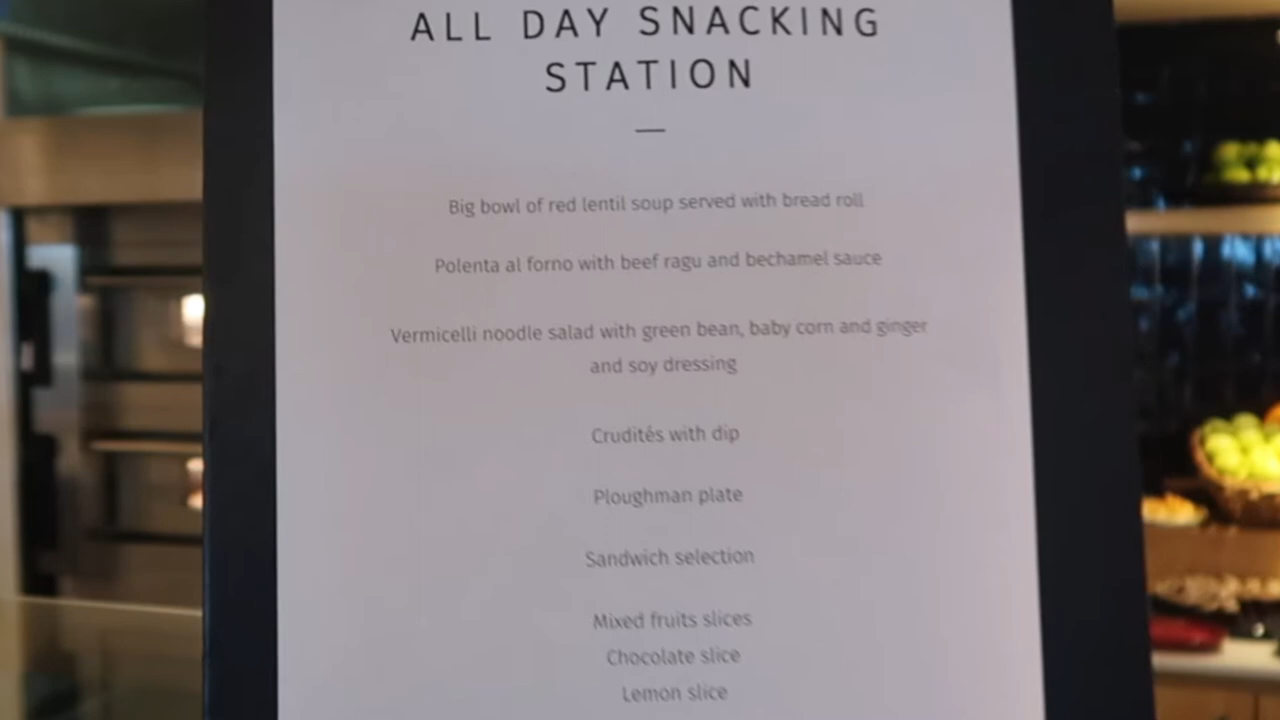 ALL DAY SNACKING
STATION
Big bowl of red lentil soup served with bread roll
Polenta al forno with beef ragu and bechamel sauce
Vermicelli noodle salad with green bean, baby corn and ginger
and soy dressing
Crudités with dip
Ploughman plate
Sandwich selection
Mixed fruits slices
Chocolate slice
Lemon slice